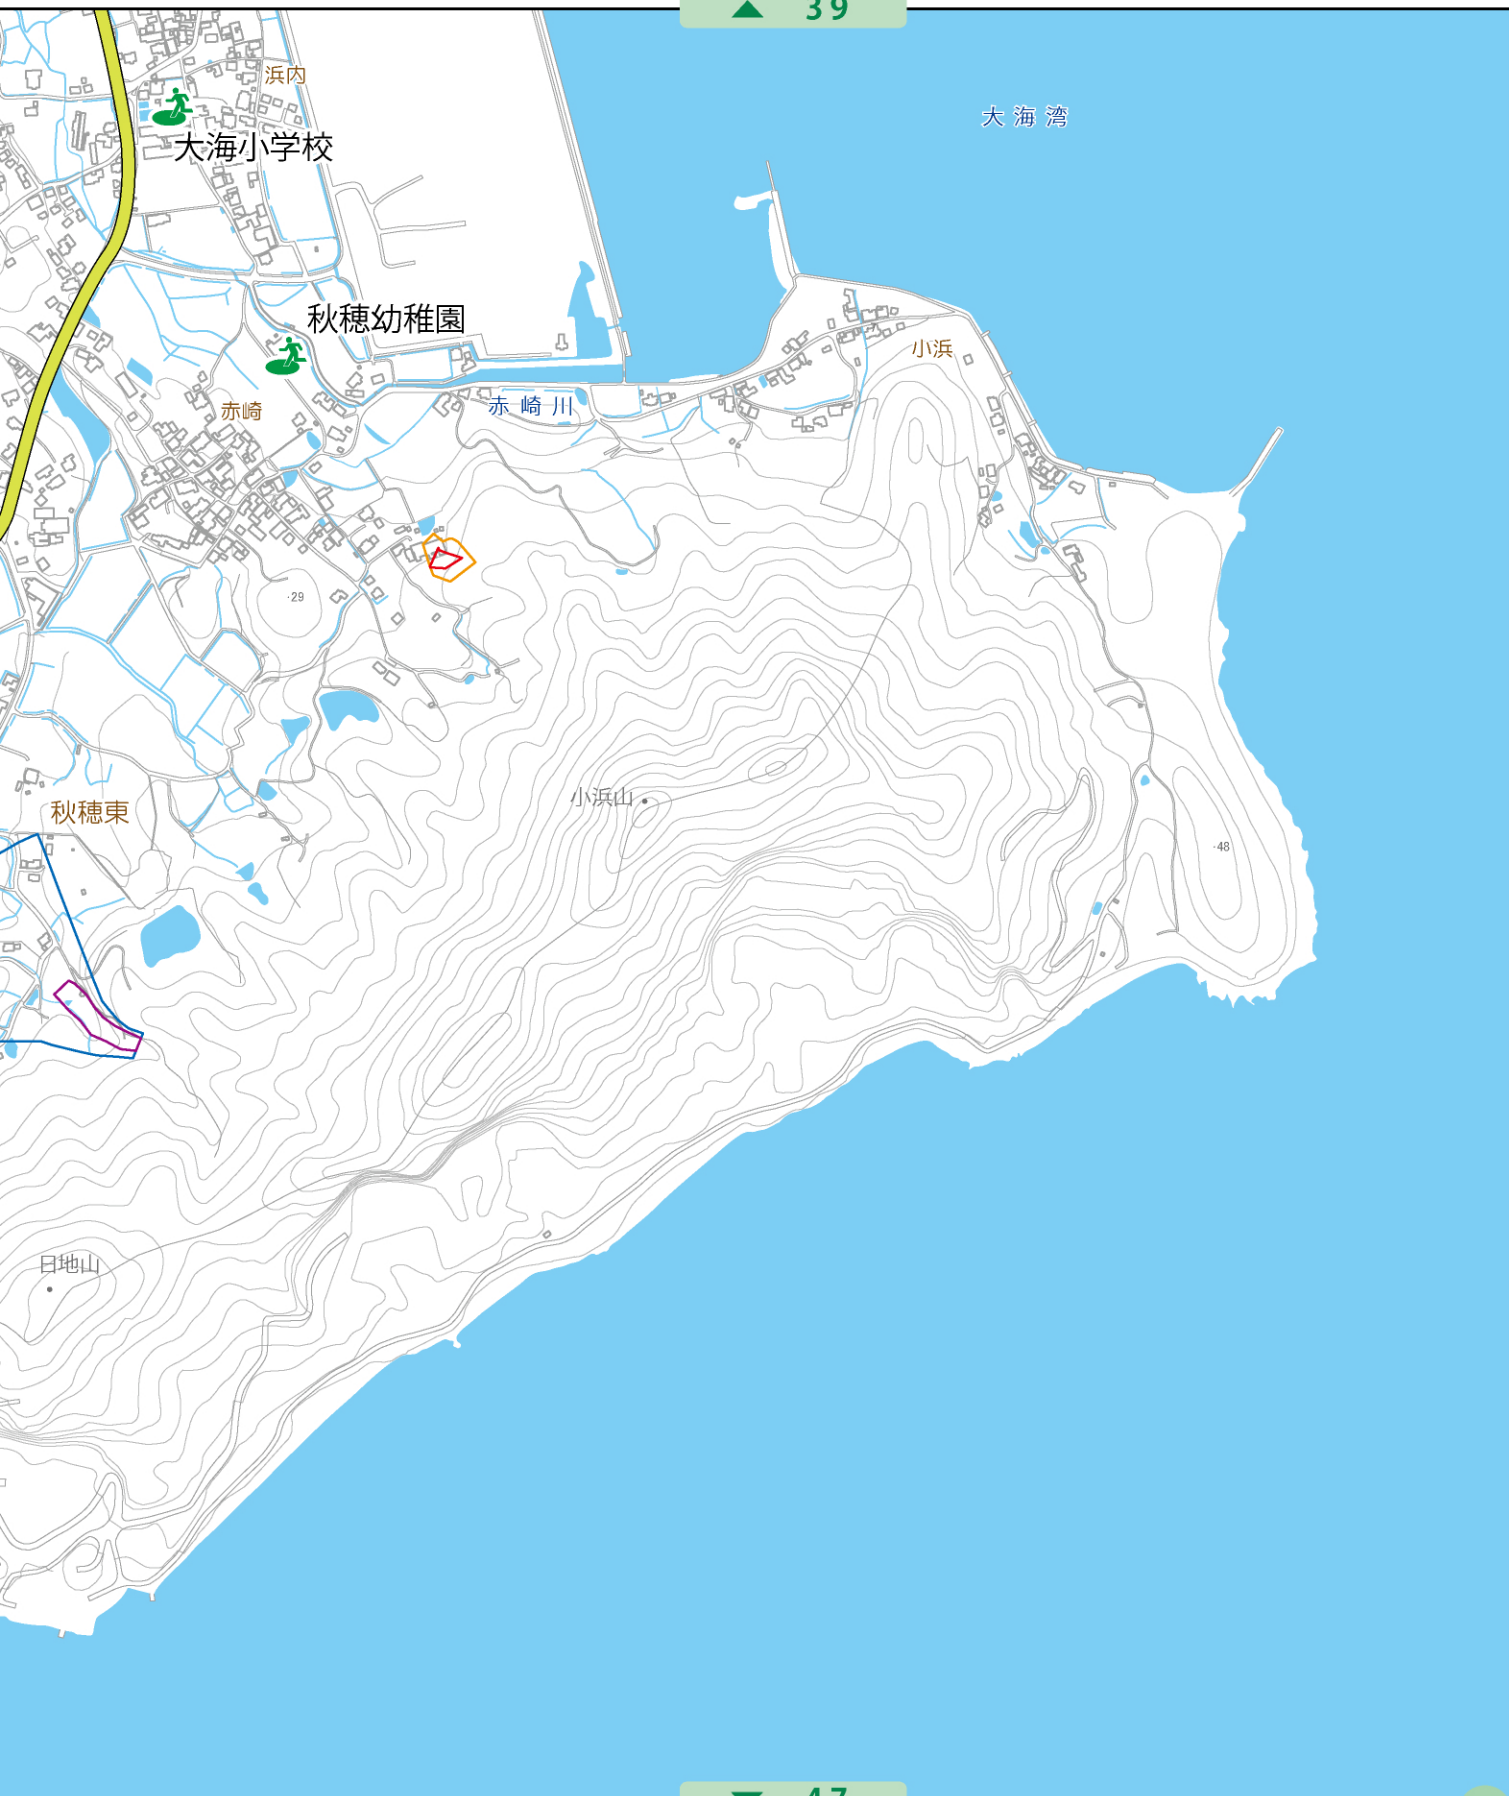 39
浜内
大海湾
大海小学校
秋穂幼稚園
小浜
赤崎川
赤崎
·29
小浜山
秋穂東
·48
日地山
47